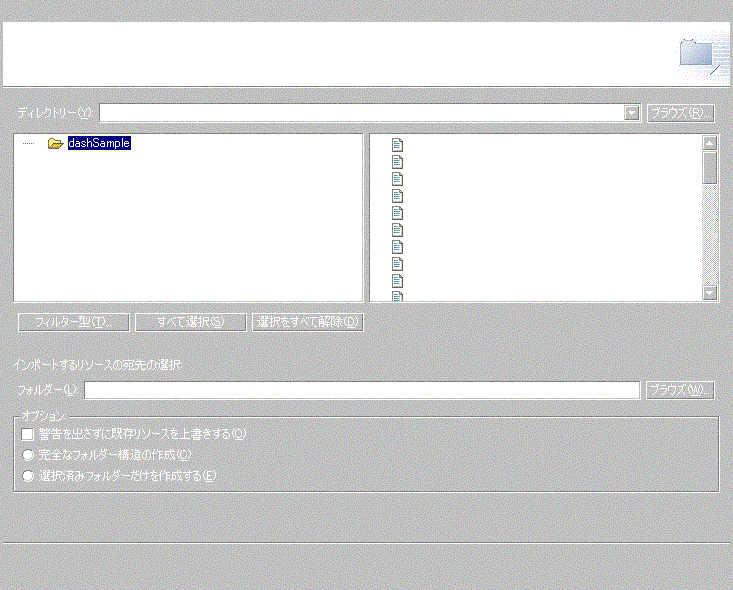 ディレクトリー(Y):
ブラウズ(R)...
dashSample
フィルター型(T)...
すべて選択(S)
選択をすべて解除(D)
インポートするリソースの宛先の選択:
フォルダー(L):
ブラウズ(W)...
オプション:
警告を出さずに既存リソースを上書きする(O)
完全なフォルダー構造の作成(C)
選択済みフォルダーだけを作成する(E)